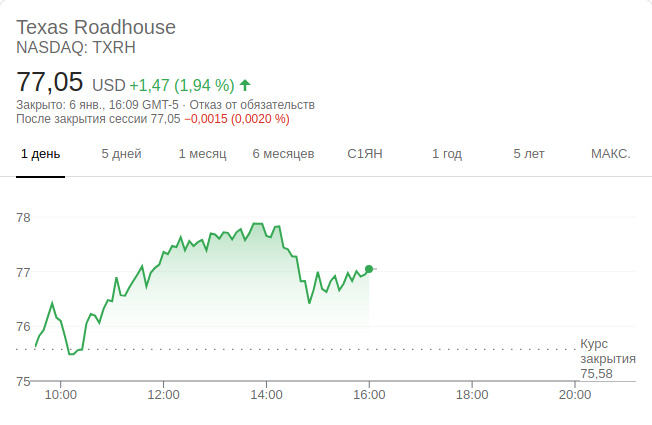 Texas Roadhouse
NASDAQ: TXRH
77,05 USD +1,47 (1,94 %)
Закрыто: 6 янв., 16:09 GMT-5 · Отказ от обязательств
После закрытия сессии 77,05 −0,0015 (0,0020 %)
1 день 5 дней 1 месяц 6 месяцев С1ЯН 1 год 5 лет МАКС.
78
77
76
Курс
закрытия
75,58
75
10:00 12:00 14:00 16:00 18:00 20:00